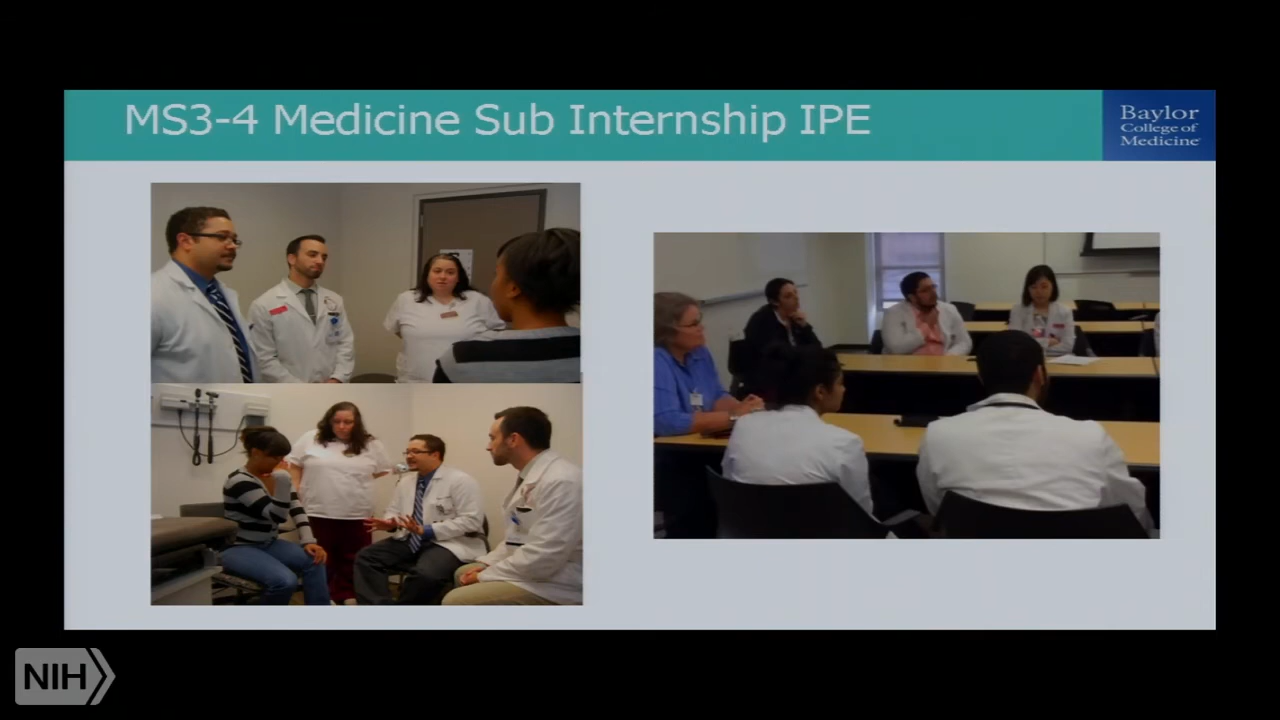 MS3-4 Medicine Sub Internship IPE
Baylor
College of
Medicine
NIH